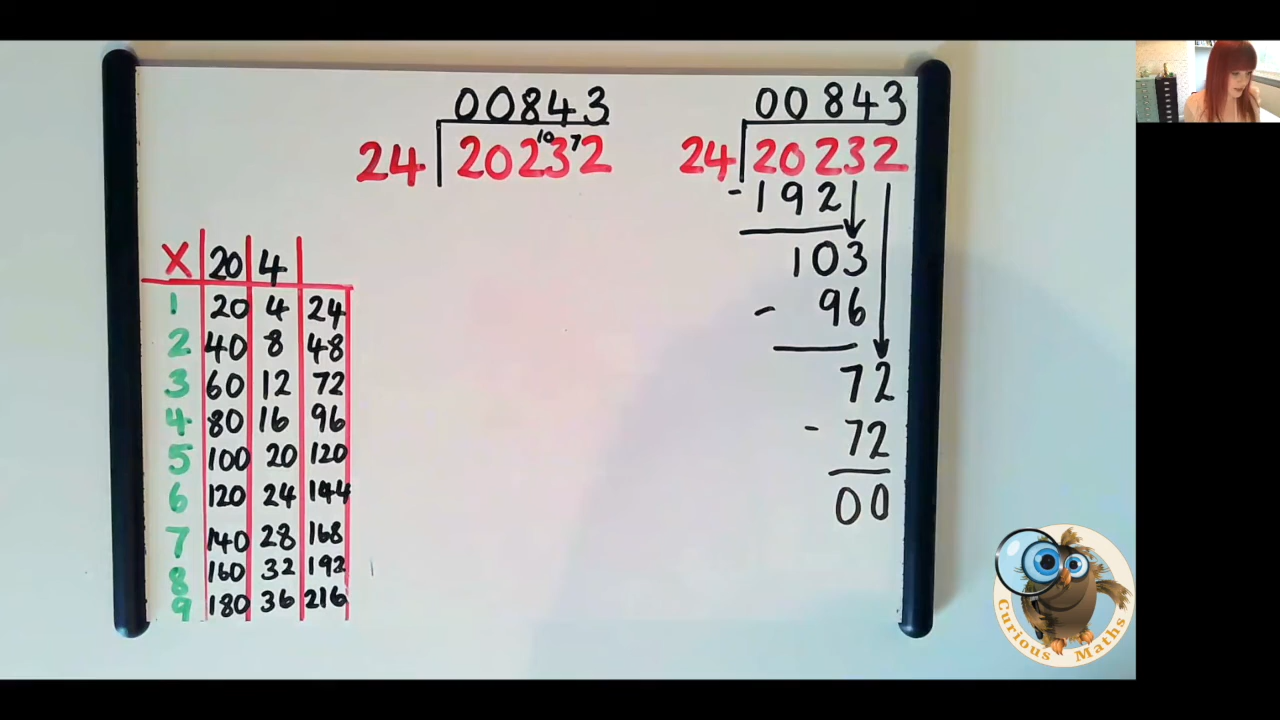 00843
24 20232
10 7
X 20 4
1 20 4 24
2 40 8 48
3 60 12 72
4 80 16 96
5 100 20 120
6 120 24 144
7 140 28 168
8 160 32 192
9 180 36 216
00843
24 20232
-192
103
- 96
72
- 72
00
Curious Maths